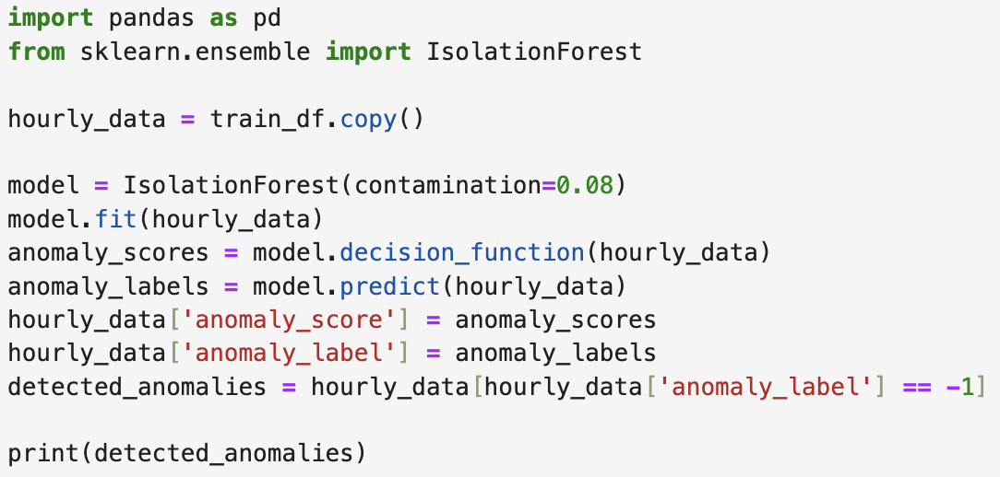 import pandas as pd
from sklearn.ensemble import IsolationForest
hourly_data = train_df.copy()
model = IsolationForest(contamination=0.08)
model.fit(hourly_data)
anomaly_scores = model.decision_function(hourly_data)
anomaly_labels = model.predict(hourly_data)
hourly_data['anomaly_score'] = anomaly_scores
hourly_data['anomaly_label'] = anomaly_labels
detected_anomalies = hourly_data[hourly_data['anomaly_label'] == -1]
print(detected_anomalies)